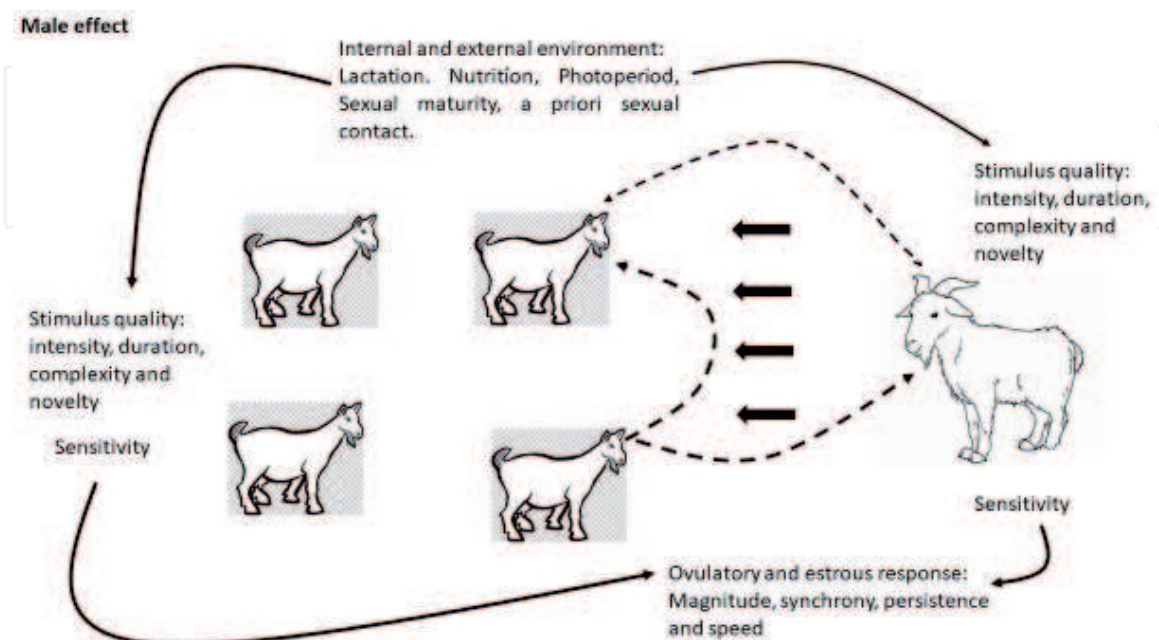 Male effect
Internal and external environment:
Lactation. Nutrition, Photoperiod,
Sexual maturity, a priori sexual
contact.
Stimulus quality:
intensity, duration,
complexity and
novelty
Stimulus quality:
intensity, duration,
complexity and
novelty
Sensitivity
Sensitivity
Ovulatory and estrous response:
Magnitude, synchrony, persistence
and speed